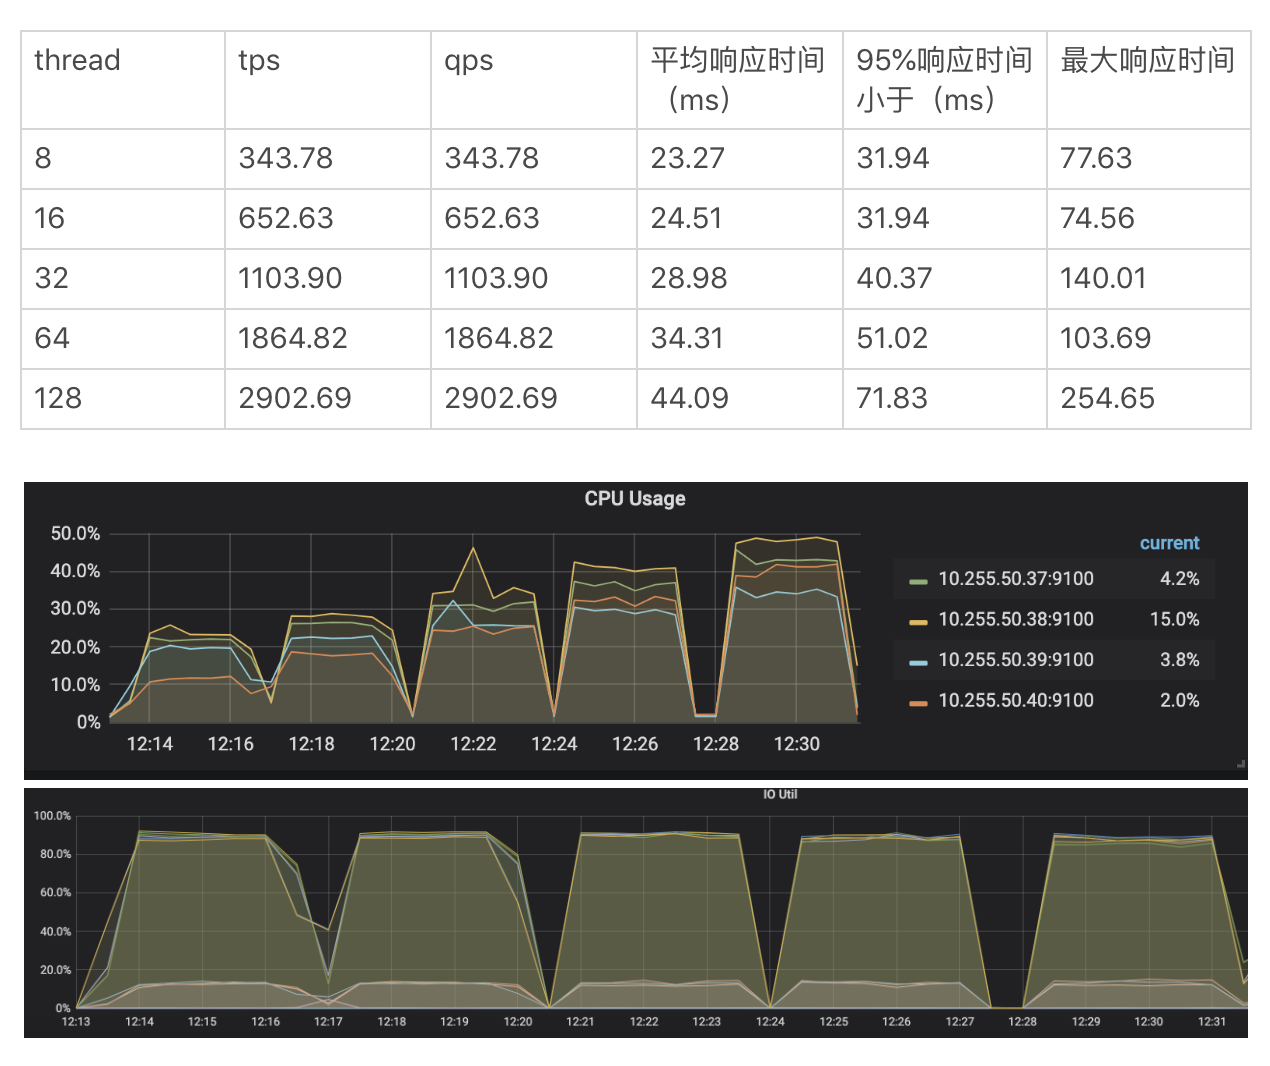 thread tps qps 平均响应时间 95%响应时间 最大响应时间
（ms） 小于（ms）
8 343.78 343.78 23.27 31.94 77.63
16 652.63 652.63 24.51 31.94 74.56
32 1103.90 1103.90 28.98 40.37 140.01
64 1864.82 1864.82 34.31 51.02 103.69
128 2902.69 2902.69 44.09 71.83 254.65
CPU Usage
50.0%
40.0%
30.0%
20.0%
10.0%
0%
12:14 12:16 12:18 12:20 12:22 12:24 12:26 12:28 12:30
current
10.255.50.37:9100 4.2%
10.255.50.38:9100 15.0%
10.255.50.39:9100 3.8%
10.255.50.40:9100 2.0%
IO Util
100.0%
80.0%
60.0%
40.0%
20.0%
0%
12:13 12:14 12:15 12:16 12:17 12:18 12:19 12:20 12:21 12:22 12:23 12:24 12:25 12:26 12:27 12:28 12:29 12:30 12:31